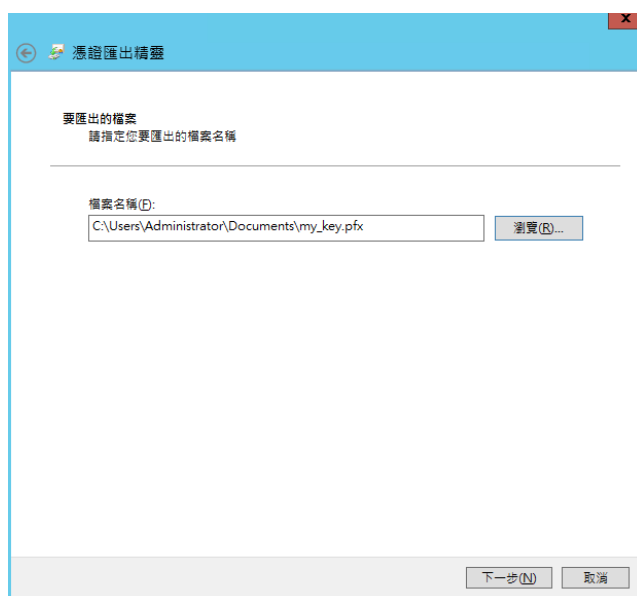 x
憑證匯出精靈
要匯出的檔案
請指定您要匯出的檔案名稱
檔案名稱(F):
C:\Users\Administrator\Documents\my_key.pfx
瀏覽(R)...
下一步(N)
取消